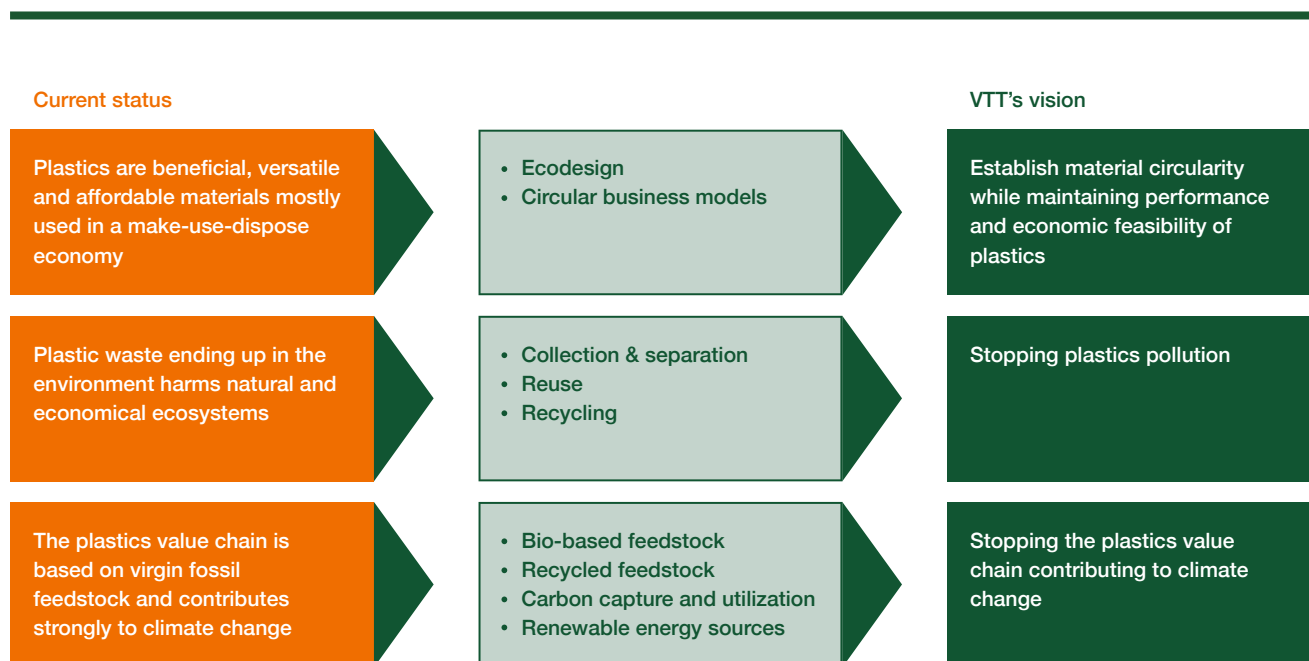 Current status
VTT's vision
Plastics are beneficial, versatile
and affordable materials mostly
used in a make-use-dispose
economy
• Ecodesign
• Circular business models
Establish material circularity
while maintaining performance
and economic feasibility of
plastics
Plastic waste ending up in the
environment harms natural and
economical ecosystems
• Collection & separation
• Reuse
• Recycling
Stopping plastics pollution
The plastics value chain is
based on virgin fossil
feedstock and contributes
strongly to climate change
• Bio-based feedstock
• Recycled feedstock
• Carbon capture and utilization
• Renewable energy sources
Stopping the plastics value
chain contributing to climate
change